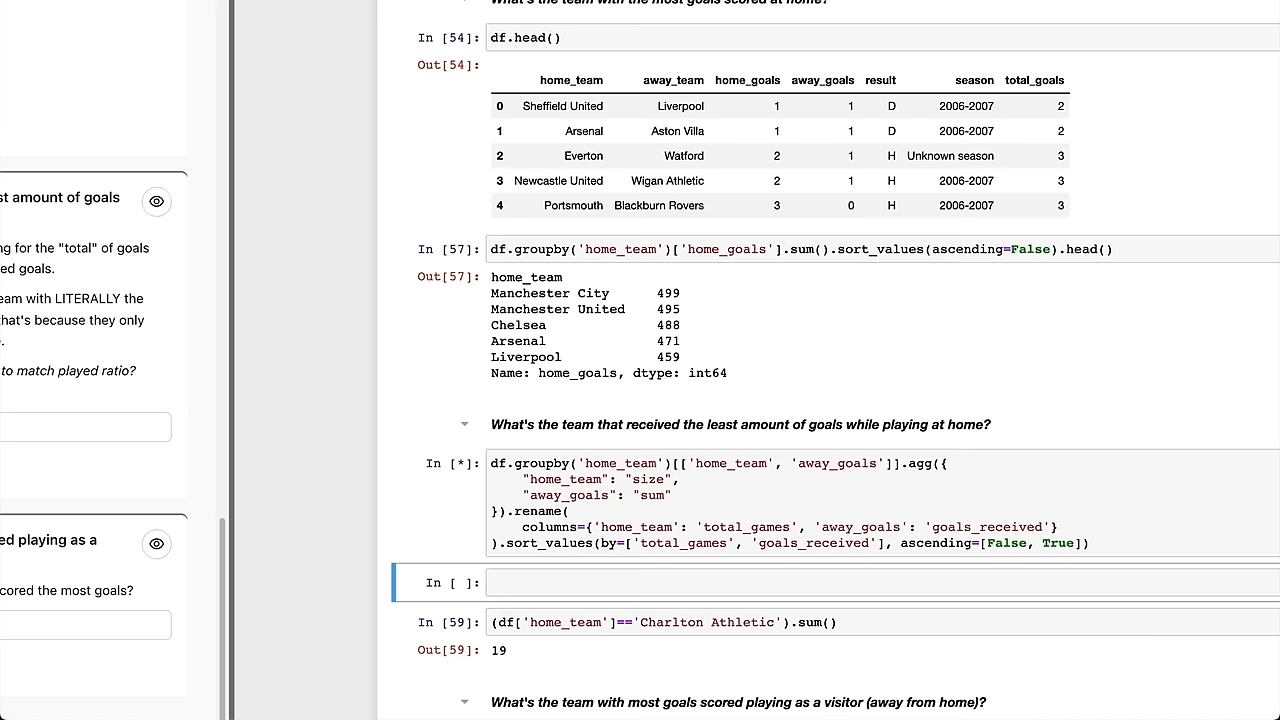 What's the team with the most goals scored at home?
In [54]: df.head()
Out[54]:
home_team away_team home_goals away_goals result season total_goals
0 Sheffield United Liverpool 1 1 D 2006-2007 2
1 Arsenal Aston Villa 1 1 D 2006-2007 2
2 Everton Watford 2 1 H Unknown season 3
3 Newcastle United Wigan Athletic 2 1 H 2006-2007 3
4 Portsmouth Blackburn Rovers 3 0 H 2006-2007 3
In [57]: df.groupby('home_team')['home_goals'].sum().sort_values(ascending=False).head()
Out[57]: home_team
Manchester City 499
Manchester United 495
Chelsea 488
Arsenal 471
Liverpool 459
Name: home_goals, dtype: int64
What's the team that received the least amount of goals while playing at home?
In [*]: df.groupby('home_team')[['home_team', 'away_goals']].agg({
"home_team": "size",
"away_goals": "sum"
}).rename(
columns={'home_team': 'total_games', 'away_goals': 'goals_received'}
).sort_values(by=['total_games', 'goals_received'], ascending=[False, True])
In [ ]:
In [59]: (df['home_team']=='Charlton Athletic').sum()
Out[59]: 19
What's the team with most goals scored playing as a visitor (away from home)?
st amount of goals
ng for the "total" of goals
ed goals.
eam with LITERALLY the
hat's because they only
.
to match played ratio?
ed playing as a
cored the most goals?